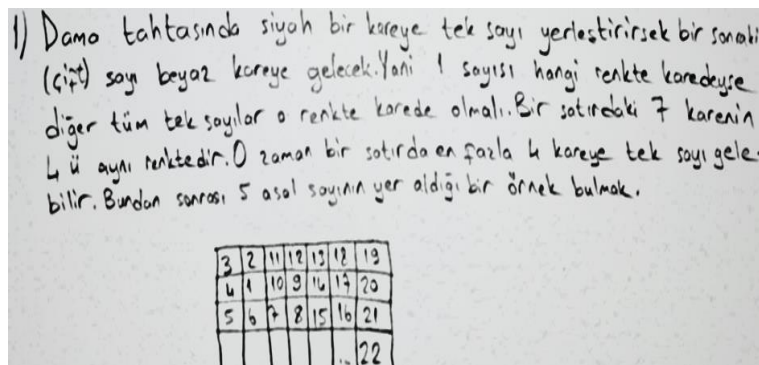 1) Dama tahtasında siyah bir kareye tek sayı yerleştirirsek bir sonraki
(çift) sayı beyaz kareye gelecek. Yani 1 sayısı hangi renkte karedeyse
diğer tüm tek sayılar o renkte karede olmalı. Bir satırdaki 7 karenin
4 ü aynı renktedir. O zaman bir satırda en fazla 4 kareye tek sayı gele-
bilir. Bundan sonrası 5 asal sayının yer aldığı bir örnek bulmak.
3 2 11 12 13 18 19
4 1 10 9 14 17 20
5 6 7 8 15 16 21
... 22